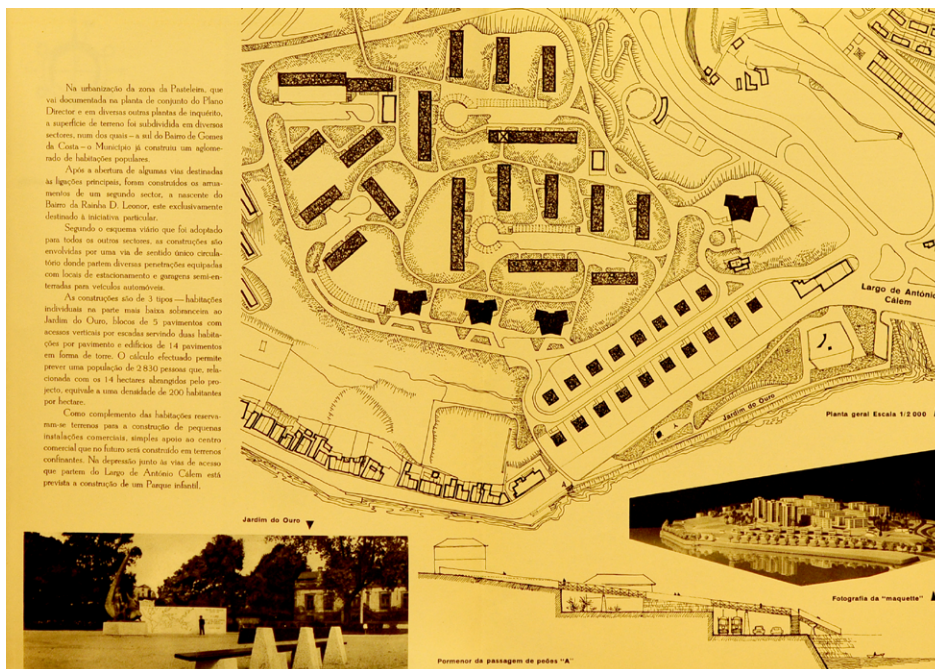 Na urbanização da zona da Pasteleira, que
vai documentada na planta de conjunto do Plano
Director e em diversas outras plantas de inquérito,
a superfície de terreno foi subdividida em diversos
sectores, num dos quais — a sul do Bairro de Gomes
da Costa — o Município já construiu um aglome-
rado de habitações populares.
Após a abertura de algumas vias destinadas
às ligações principais, foram construídos os arrua-
mentos de um segundo sector, a nascente do
Bairro da Rainha D. Leonor, este exclusivamente
destinado à iniciativa particular.
Segundo o esquema viário que foi adoptado
para todos os outros sectores, as construções são
envolvidas por uma via de sentido único circula-
tório donde partem diversas penetrações equipadas
com locais de estacionamento e garagens semi-en-
terradas para veículos automóveis.
As construções são de 3 tipos — habitações
individuais na parte mais baixa sobranceira ao
Jardim do Ouro, blocos de 5 pavimentos com
acessos verticais por escadas servindo duas habita-
ções por pavimento e edifícios de 14 pavimentos
em forma de torre. O cálculo efectuado permite
prever uma população de 2830 pessoas que, rela-
cionada com os 14 hectares abrangidos pelo pro-
jecto, equivale a uma densidade de 200 habitantes
por hectare.
Como complemento das habitações reserva-
ram-se terrenos para a construção de pequenas
instalações comerciais, simples apoio ao centro
comercial que no futuro será construído em terrenos
confinantes. Na depressão junto às vias de acesso
que partem do Largo de António Cálem está
prevista a construção de um Parque infantil.
Largo de António
Cálem
Jardim do Ouro
A
Planta geral Escala 1/2 000
Jardim do Ouro
Fotografia da "maquette"
Pormenor da passagem de peões "A"